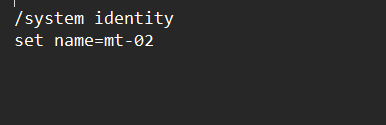 /system identity
set name=mt-02